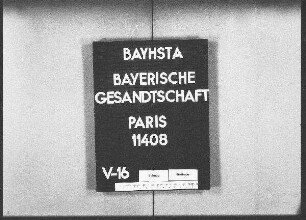 BAYHSTA
BAYERISCHE
GESANDTSCHAFT
PARIS
11408
V-16